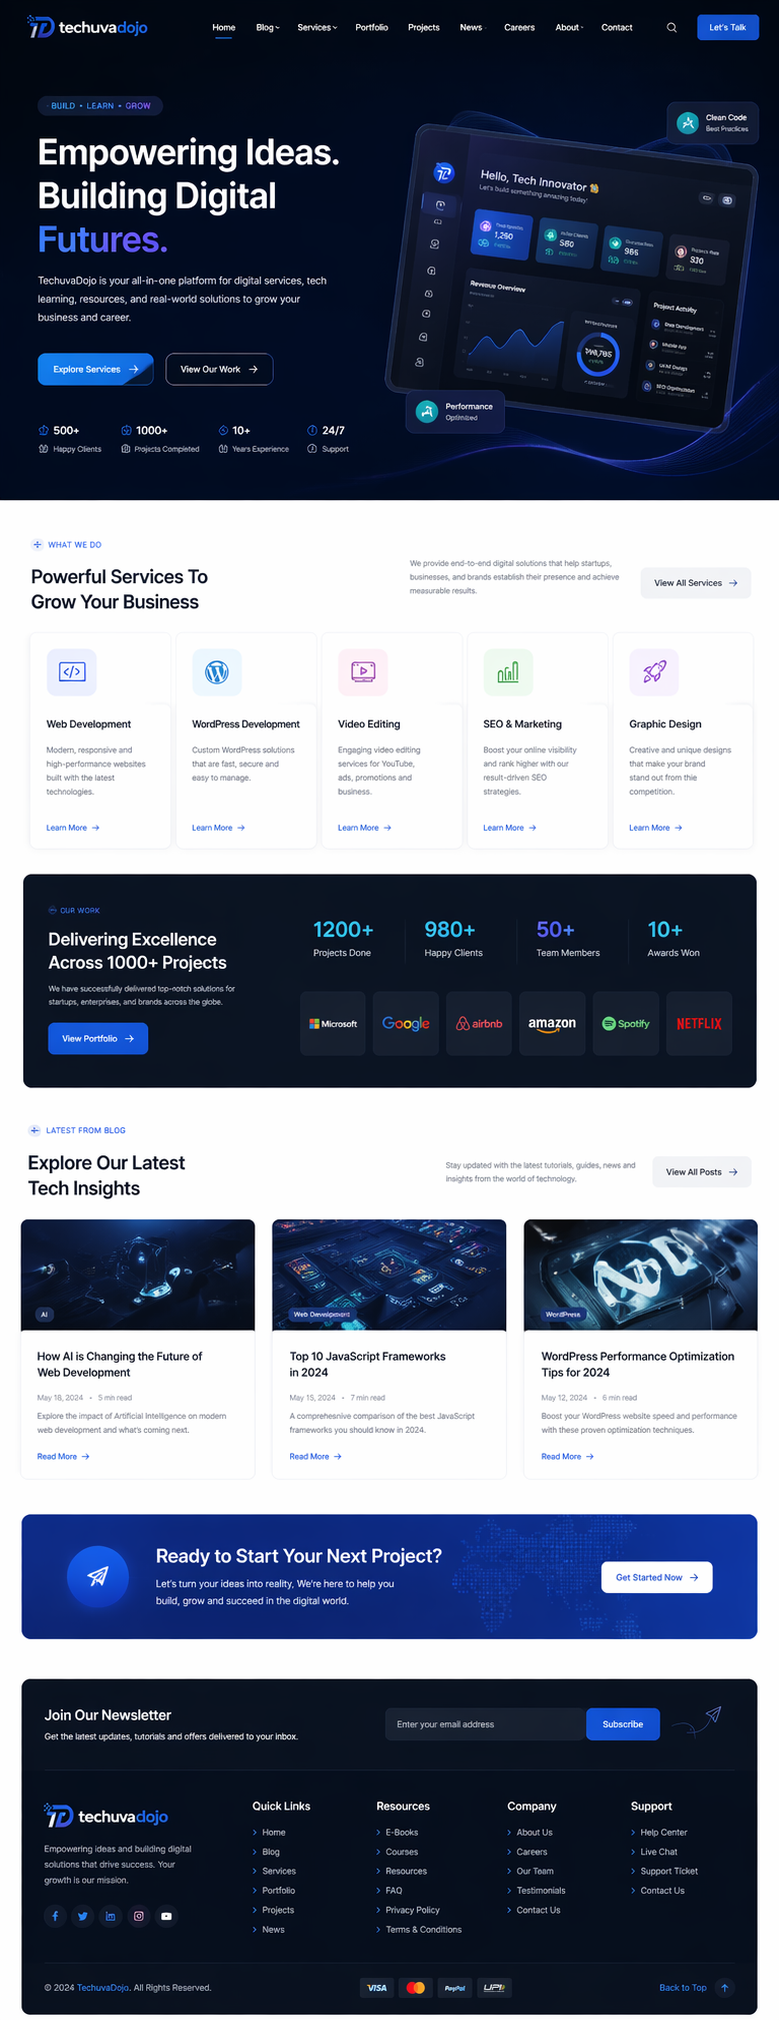 techuvadojo
Home
Blog
Services
Portfolio
Projects
News
Careers
About
Contact
Let's Talk
BUILD • LEARN • GROW
Empowering Ideas.
Building Digital
Futures.
TechuvaDojo is your all-in-one platform for digital services, tech
learning, resources, and real-world solutions to grow your
business and career.
Explore Services
View Our Work
500+
Happy Clients
1000+
Projects Completed
10+
Years Experience
24/7
Support
Clean Code
Best Practices
Hello, Tech Innovator
Let's build something amazing today!
1,260
580
985
930
Revenue Overview
Project Activity
Performance
Optimized
WHAT WE DO
Powerful Services To
Grow Your Business
We provide end-to-end digital solutions that help startups,
businesses, and brands establish their presence and achieve
measurable results.
View All Services
Web Development
Modern, responsive and
high-performance websites
built with the latest
technologies.
Learn More
WordPress Development
Custom WordPress solutions
that are fast, secure and
easy to manage.
Learn More
Video Editing
Engaging video editing
services for YouTube,
ads, promotions and
business.
Learn More
SEO & Marketing
Boost your online visibility
and rank higher with our
result-driven SEO
strategies.
Learn More
Graphic Design
Creative and unique designs
that make your brand
stand out from thie
competition.
Learn More
OUR WORK
Delivering Excellence
Across 1000+ Projects
We have successfully delivered top-notch solutions for
startups, enterprises, and brands across the globe.
View Portfolio
1200+
Projects Done
980+
Happy Clients
50+
Team Members
10+
Awards Won
Microsoft
Google
airbnb
amazon
Spotify
NETFLIX
LATEST FROM BLOG
Explore Our Latest
Tech Insights
Stay updated with the latest tutorials, guides, news and
insights from the world of technology.
View All Posts
AI
How AI is Changing the Future of
Web Development
May 18, 2024 • 5 min read
Explore the impact of Artificial Intelligence on modern
web development and what's coming next.
Read More
Web Development
Top 10 JavaScript Frameworks
in 2024
May 15, 2024 • 7 min read
A comprehesnive comparison of the best JavaScript
frameworks you should know in 2024.
Read More
WordPress
WordPress Performance Optimization
Tips for 2024
May 12, 2024 • 6 min read
Boost your WordPress website speed and performance
with these proven optimization techniques.
Read More
Ready to Start Your Next Project?
Let's turn your ideas into reality. We're here to help you
build, grow and succeed in the digital world.
Get Started Now
Join Our Newsletter
Get the latest updates, tutorials and offers delivered to your inbox.
Enter your email address
Subscribe
techuvadojo
Empowering ideas and building digital
solutions that drive success. Your
growth is our mission.
Quick Links
Home
Blog
Services
Portfolio
Projects
News
Resources
E-Books
Courses
Resources
FAQ
Privacy Policy
Terms & Conditions
Company
About Us
Careers
Our Team
Testimonials
Contact Us
Support
Help Center
Live Chat
Support Ticket
Contact Us
© 2024 TechuvaDojo. All Rights Reserved.
VISA
PayPal
UPI
Back to Top